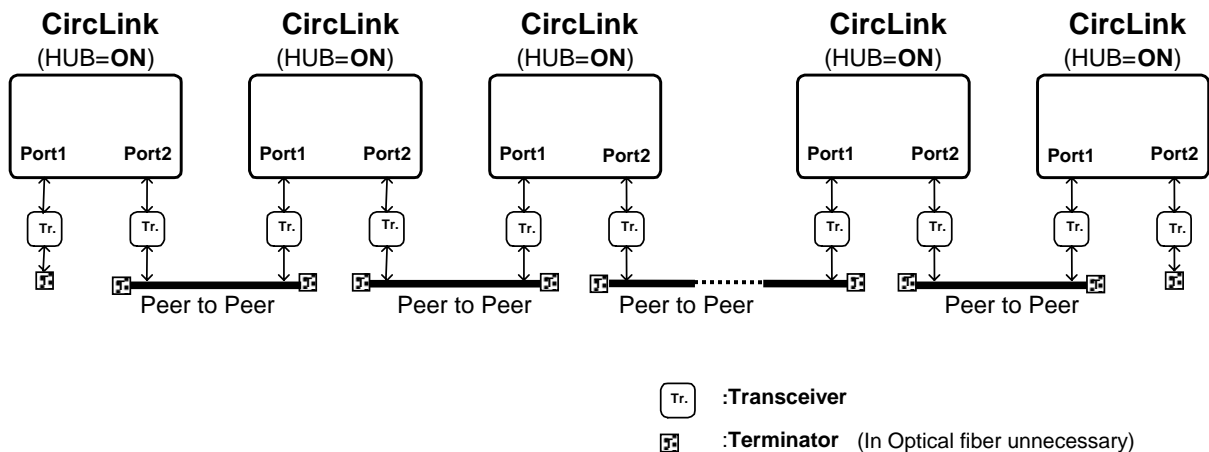 CircLink CircLink CircLink CircLink CircLink
(HUB=ON) (HUB=ON) (HUB=ON) (HUB=ON) (HUB=ON)
Port1 Port2 Port1 Port2 Port1 Port2 Port1 Port2 Port1 Port2
Tr. Tr. Tr. Tr. Tr. Tr. Tr. Tr. Tr. Tr.
Peer to Peer Peer to Peer Peer to Peer Peer to Peer
Tr. :Transceiver
:Terminator (In Optical fiber unnecessary)